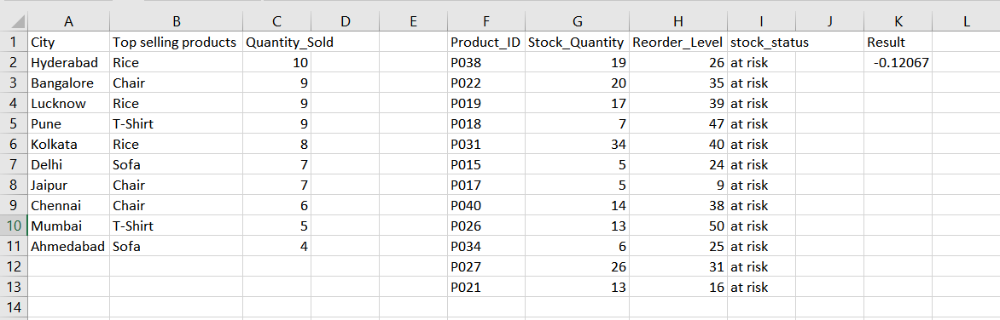 A B C D E F G H I J K L
1 City Top selling products Quantity_Sold Product_ID Stock_Quantity Reorder_Level stock_status Result
2 Hyderabad Rice 10 P038 19 26 at risk -0.12067
3 Bangalore Chair 9 P022 20 35 at risk
4 Lucknow Rice 9 P019 17 39 at risk
5 Pune T-Shirt 9 P018 7 47 at risk
6 Kolkata Rice 8 P031 34 40 at risk
7 Delhi Sofa 7 P015 5 24 at risk
8 Jaipur Chair 7 P017 5 9 at risk
9 Chennai Chair 6 P040 14 38 at risk
10 Mumbai T-Shirt 5 P026 13 50 at risk
11 Ahmedabad Sofa 4 P034 6 25 at risk
12 P027 26 31 at risk
13 P021 13 16 at risk
14